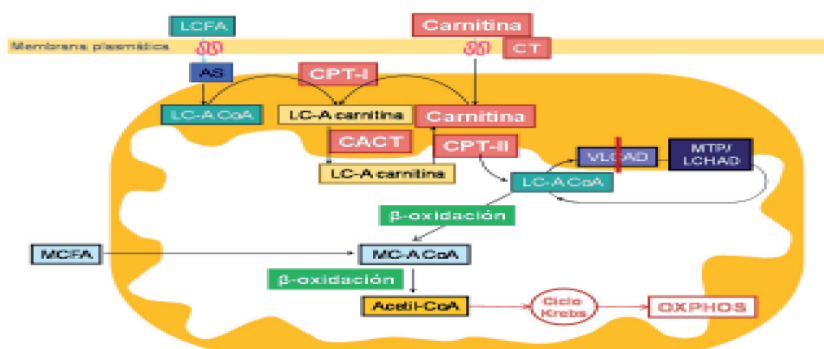 LCFA
Carnitina
Membrana plasmática
CT
AS
CPT-I
LC-A CoA
LC-A carnitina
Carnitina
CACT
CPT-II
VLCAD
MTP/
LCHAD
LC-A carnitina
LC-A CoA
β-oxidación
MCFA
MC-A CoA
β-oxidación
Acetil-CoA
Ciclo
Krebs
OXPHOS